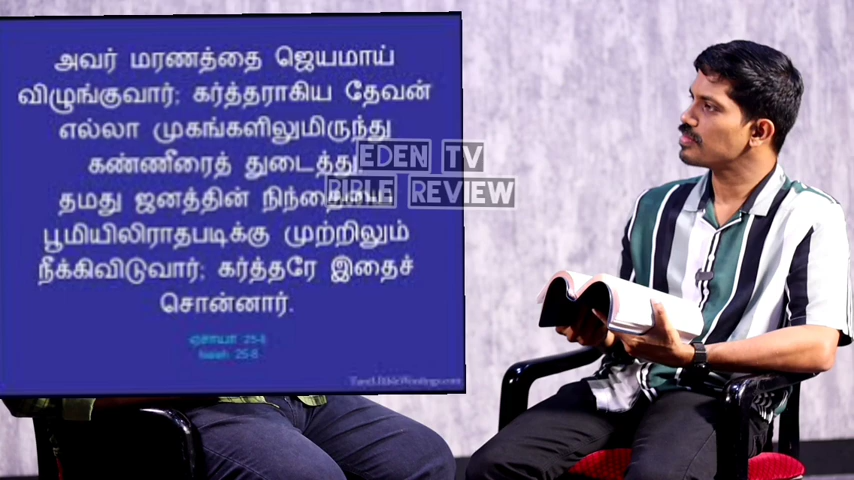 அவர் மரணத்தை ஜெயமாய்
விழுங்குவார்; கர்த்தராகிய தேவன்
எல்லா முகங்களிலுமிருந்து
கண்ணீரைத் துடைத்து,
தமது ஜனத்தின் நிந்தையை
பூமியிலிராதபடிக்கு முற்றிலும்
நீக்கிவிடுவார்; கர்த்தரே இதைச்
சொன்னார்.
ஏசாயா 25-8
Isaiah 25-8
EDEN TV
BIBLE REVIEW